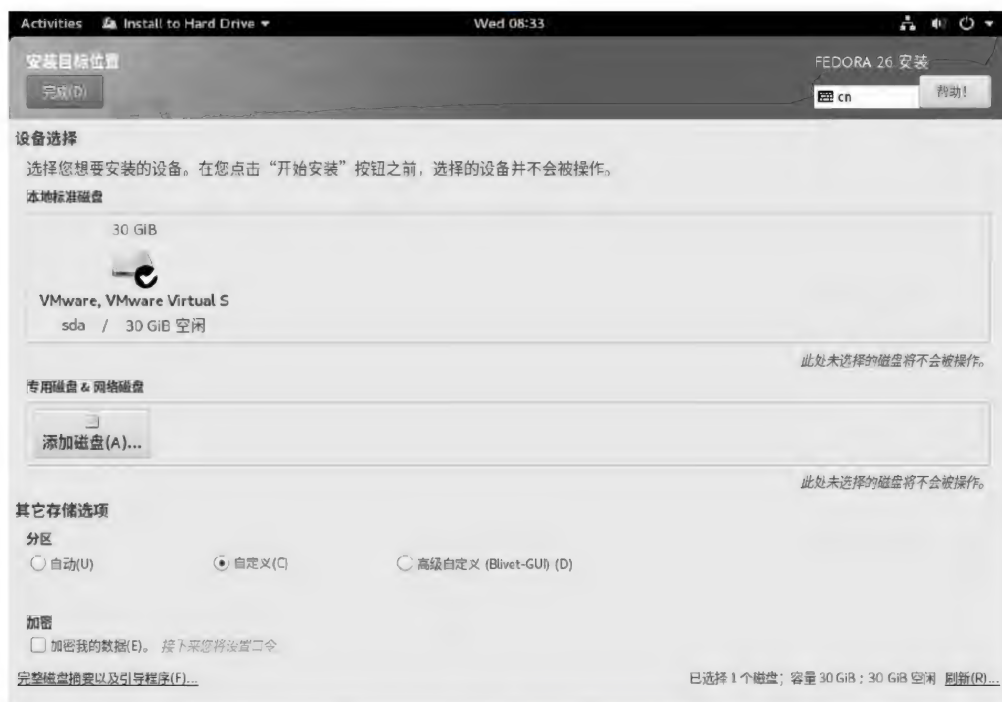 Activities Install to Hard Drive Wed 08:33
安装目标位置 FEDORA 26 安装
完成(D) cn 帮助!
设备选择
选择您想要安装的设备。在您点击“开始安装”按钮之前，选择的设备并不会被操作。
本地标准磁盘
30 GiB
VMware, VMware Virtual S
sda / 30 GiB 空闲
此处未选择的磁盘将不会被操作。
专用磁盘 & 网络磁盘
添加磁盘(A)...
此处未选择的磁盘将不会被操作。
其它存储选项
分区
自动(U) 自定义(C) 高级自定义 (Blivet-GUI) (D)
加密
加密我的数据(E)。 接下来您将设置口令
完整磁盘摘要以及引导程序(F)... 已选择 1 个磁盘；容量 30 GiB；30 GiB 空闲 刷新(R)...